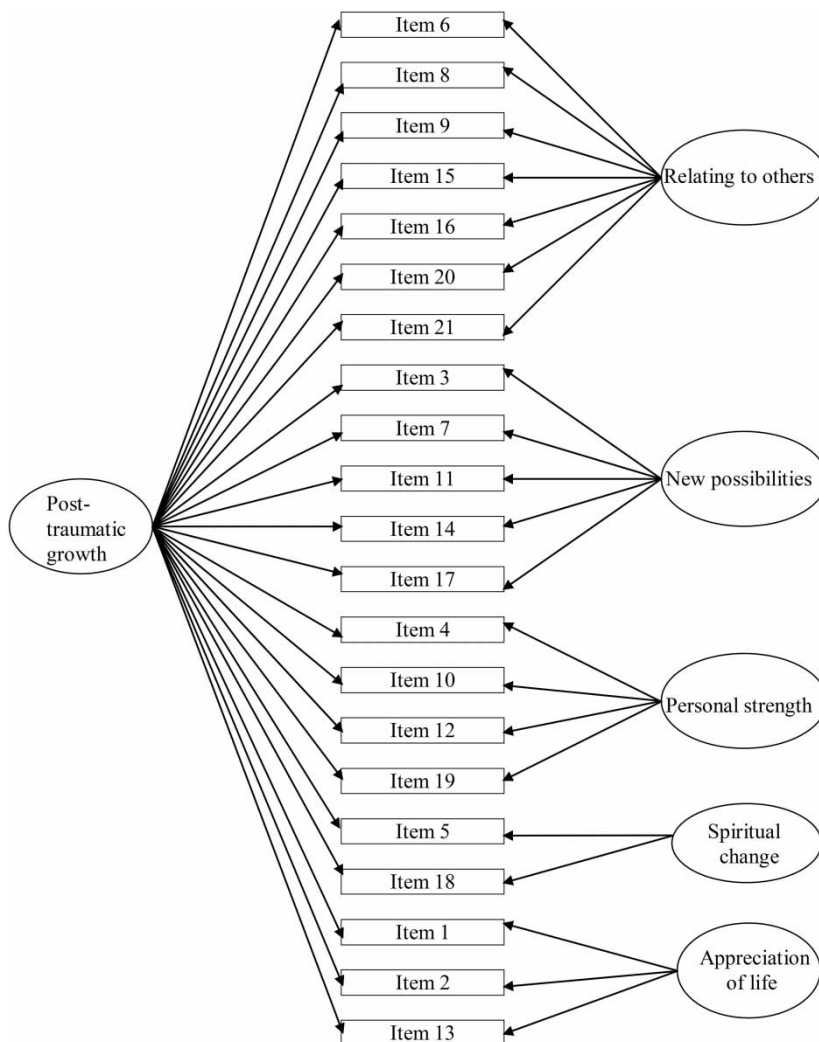 Item 6
Item 8
Item 9
Item 15
Item 16
Item 20
Item 21
Item 3
Item 7
Item 11
Item 14
Item 17
Item 4
Item 10
Item 12
Item 19
Item 5
Item 18
Item 1
Item 2
Item 13
Post-
traumatic
growth
Relating to others
New possibilities
Personal strength
Spiritual
change
Appreciation
of life